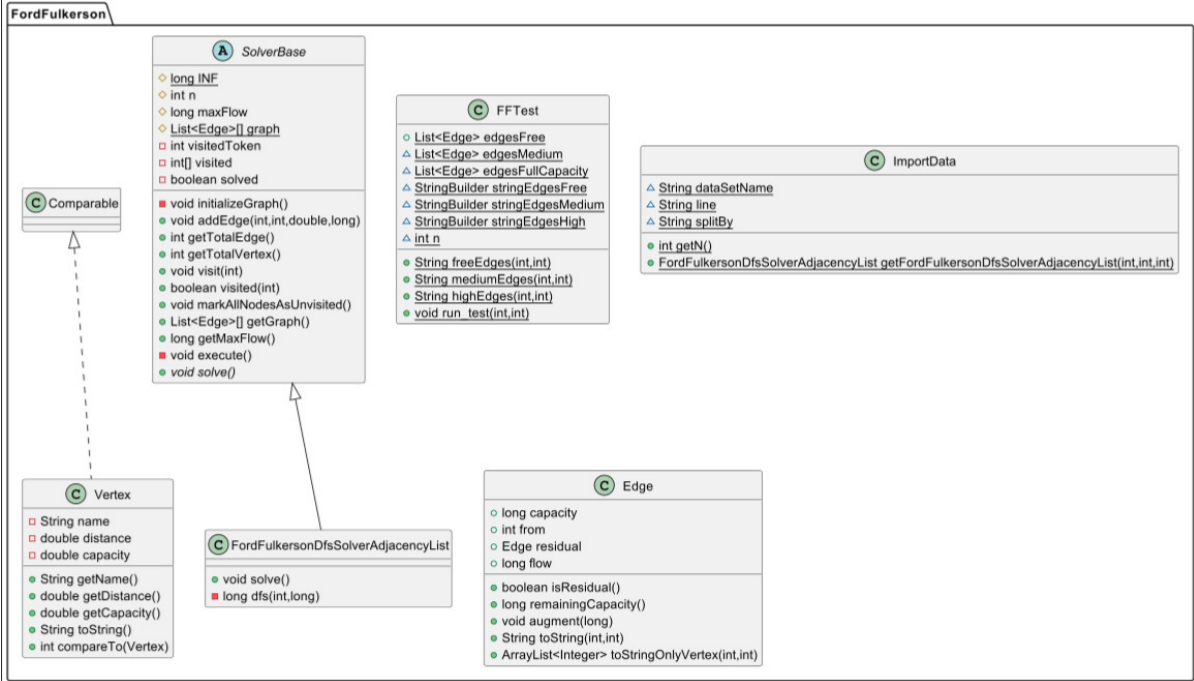 FordFulkerson
A SolverBase
long INF
int n
long maxFlow
List<Edge>[] graph
int visitedToken
int[] visited
boolean solved
void initializeGraph()
void addEdge(int,int,double,long)
int getTotalEdge()
int getTotalVertex()
void visit(int)
boolean visited(int)
void markAllNodesAsUnvisited()
List<Edge>[] getGraph()
long getMaxFlow()
void execute()
void solve()
C FFTest
List<Edge> edgesFree
List<Edge> edgesMedium
List<Edge> edgesFullCapacity
StringBuilder stringEdgesFree
StringBuilder stringEdgesMedium
StringBuilder stringEdgesHigh
int n
String freeEdges(int,int)
String mediumEdges(int,int)
String highEdges(int,int)
void run_test(int,int)
C ImportData
String dataSetName
String line
String splitBy
int getN()
FordFulkersonDfsSolverAdjacencyList getFordFulkersonDfsSolverAdjacencyList(int,int,int)
C Comparable
C Vertex
String name
double distance
double capacity
String getName()
double getDistance()
double getCapacity()
String toString()
int compareTo(Vertex)
C FordFulkersonDfsSolverAdjacencyList
void solve()
long dfs(int,long)
C Edge
long capacity
int from
Edge residual
long flow
boolean isResidual()
long remainingCapacity()
void augment(long)
String toString(int,int)
ArrayList<Integer> toStringOnlyVertex(int,int)